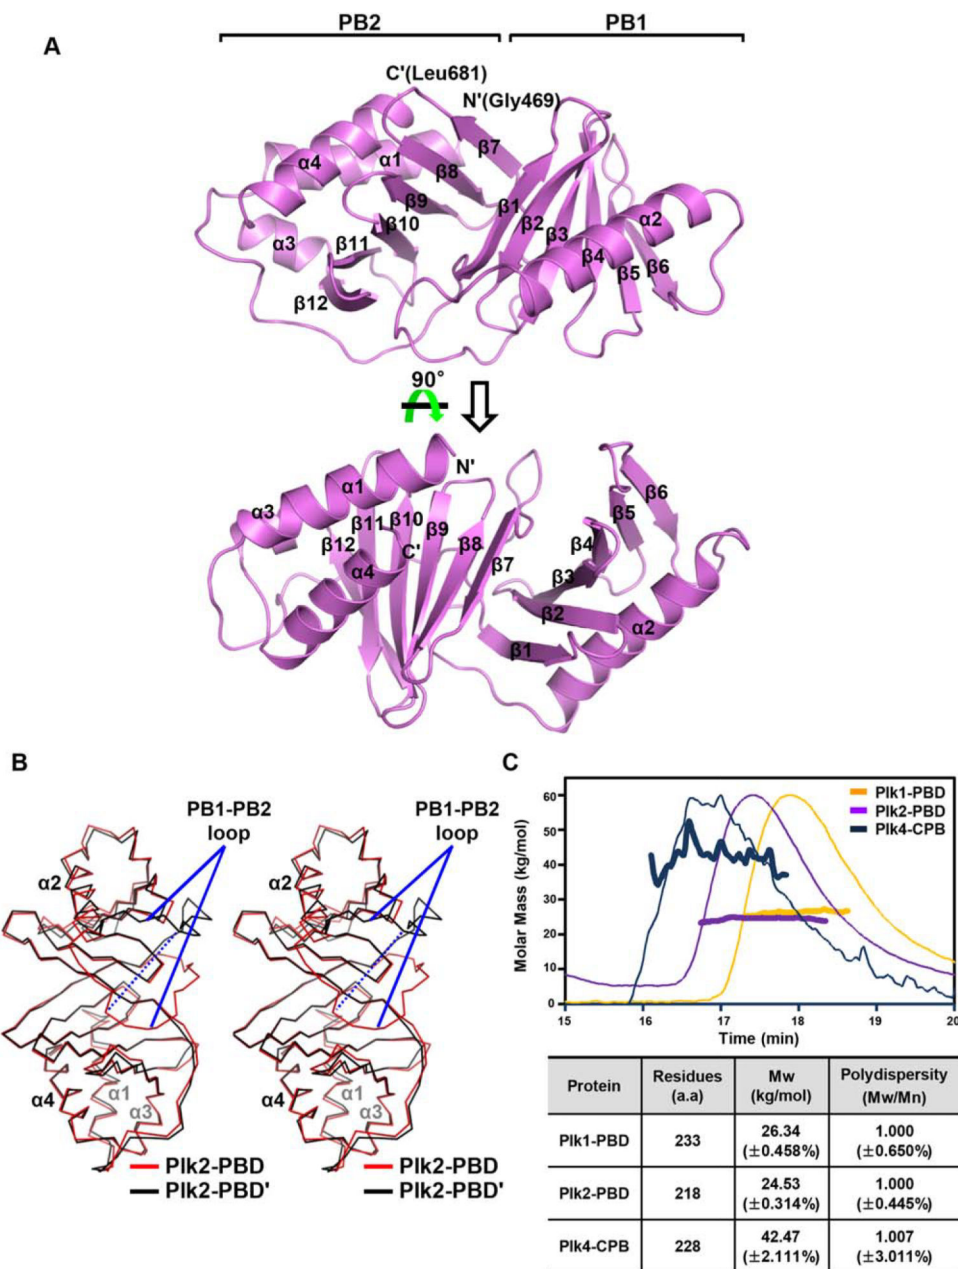 PB2 PB1
A
C'(Leu681)
N'(Gly469)
β7
α4 α1 β8
β9 β1
β10 β2 α2
α3 β11 β3
β4
β5 β6
β12
90°
N'
α1 β6
α3 β11 β10 β9 β5
β12 C' β8 β4
α4 β7 β3
β2 α2
β1
B
PB1-PB2
loop
PB1-PB2
loop
α2 α2
α1 α1
α4 α3 α4 α3
Plk2-PBD Plk2-PBD
Plk2-PBD' Plk2-PBD'
C
Molar Mass (kg/mol)
60
50
40
30
20
10
0
Plk1-PBD
Plk2-PBD
Plk4-CPB
15 16 17 18 19 20
Time (min)
Protein Residues (a.a) Mw (kg/mol) Polydispersity (Mw/Mn)
Plk1-PBD 233 26.34 (±0.458%) 1.000 (±0.650%)
Plk2-PBD 218 24.53 (±0.314%) 1.000 (±0.445%)
Plk4-CPB 228 42.47 (±2.111%) 1.007 (±3.011%)